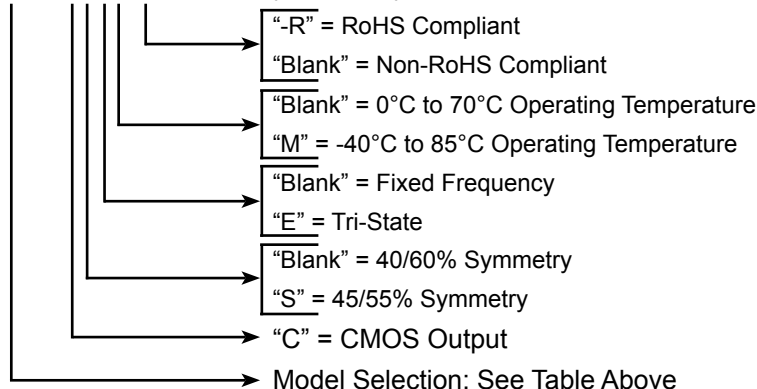 “-R” = RoHS Compliant
“Blank” = Non-RoHS Compliant
“Blank” = 0°C to 70°C Operating Temperature
“M” = -40°C to 85°C Operating Temperature
“Blank” = Fixed Frequency
“E” = Tri-State
“Blank” = 40/60% Symmetry
“S” = 45/55% Symmetry
“C” = CMOS Output
Model Selection: See Table Above